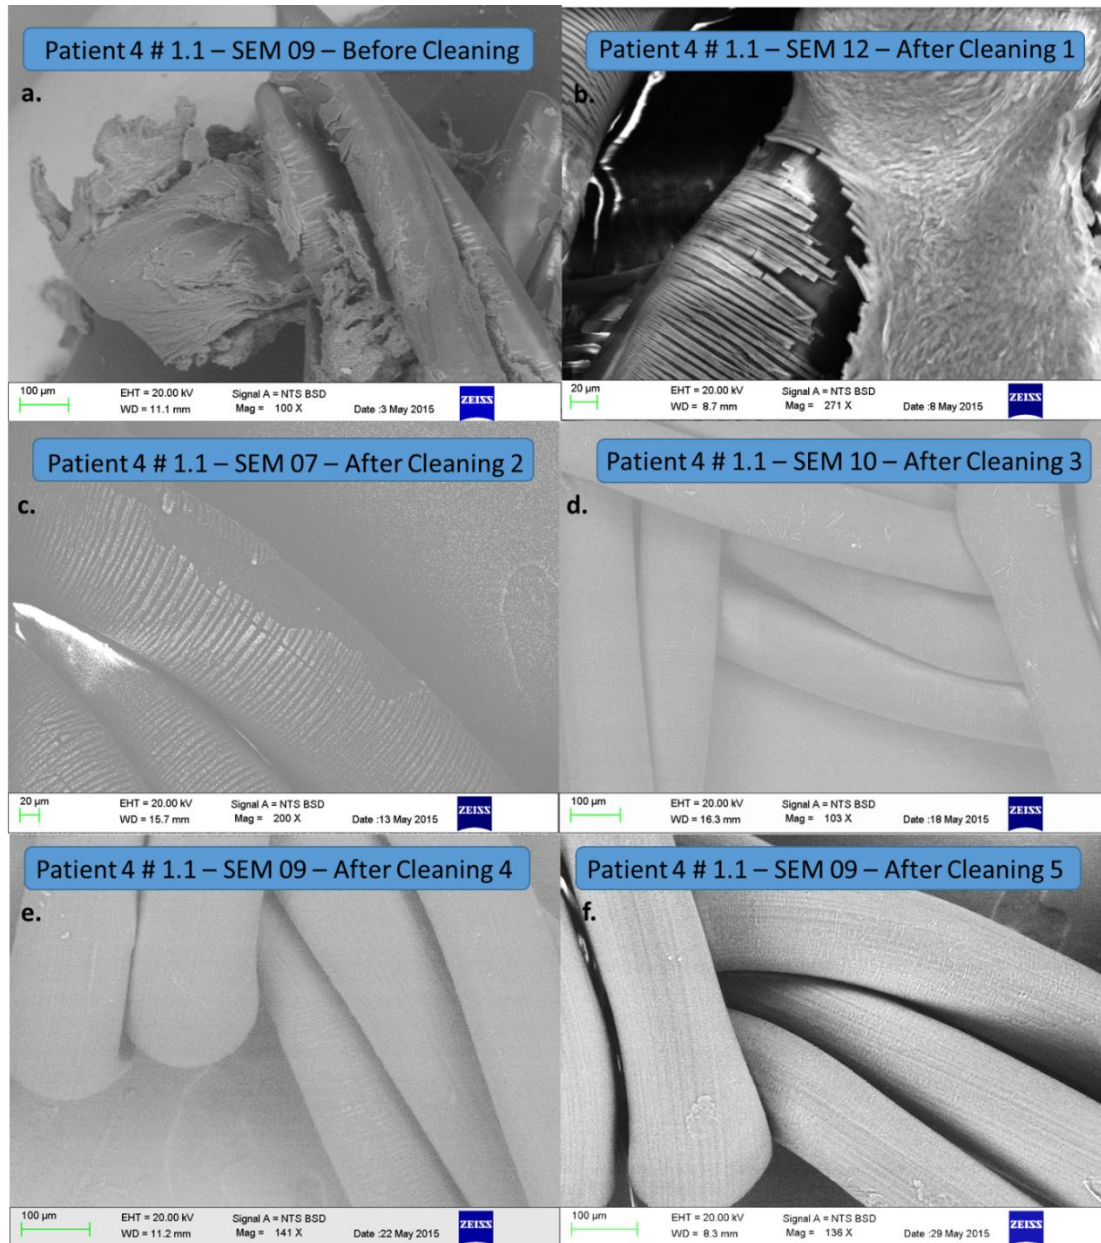 Patient 4 # 1.1 – SEM 09 – Before Cleaning
a.
100 µm
EHT = 20.00 kV
WD = 11.1 mm
Signal A = NTS BSD
Mag = 100 X
Date :3 May 2015
ZEISS
Patient 4 # 1.1 – SEM 12 – After Cleaning 1
b.
20 µm
EHT = 20.00 kV
WD = 8.7 mm
Signal A = NTS BSD
Mag = 271 X
Date :8 May 2015
ZEISS
Patient 4 # 1.1 – SEM 07 – After Cleaning 2
c.
20 µm
EHT = 20.00 kV
WD = 15.7 mm
Signal A = NTS BSD
Mag = 200 X
Date :13 May 2015
ZEISS
Patient 4 # 1.1 – SEM 10 – After Cleaning 3
d.
100 µm
EHT = 20.00 kV
WD = 16.3 mm
Signal A = NTS BSD
Mag = 103 X
Date :18 May 2015
ZEISS
Patient 4 # 1.1 – SEM 09 – After Cleaning 4
e.
100 µm
EHT = 20.00 kV
WD = 11.2 mm
Signal A = NTS BSD
Mag = 141 X
Date :22 May 2015
ZEISS
Patient 4 # 1.1 – SEM 09 – After Cleaning 5
f.
100 µm
EHT = 20.00 kV
WD = 8.3 mm
Signal A = NTS BSD
Mag = 136 X
Date :29 May 2015
ZEISS